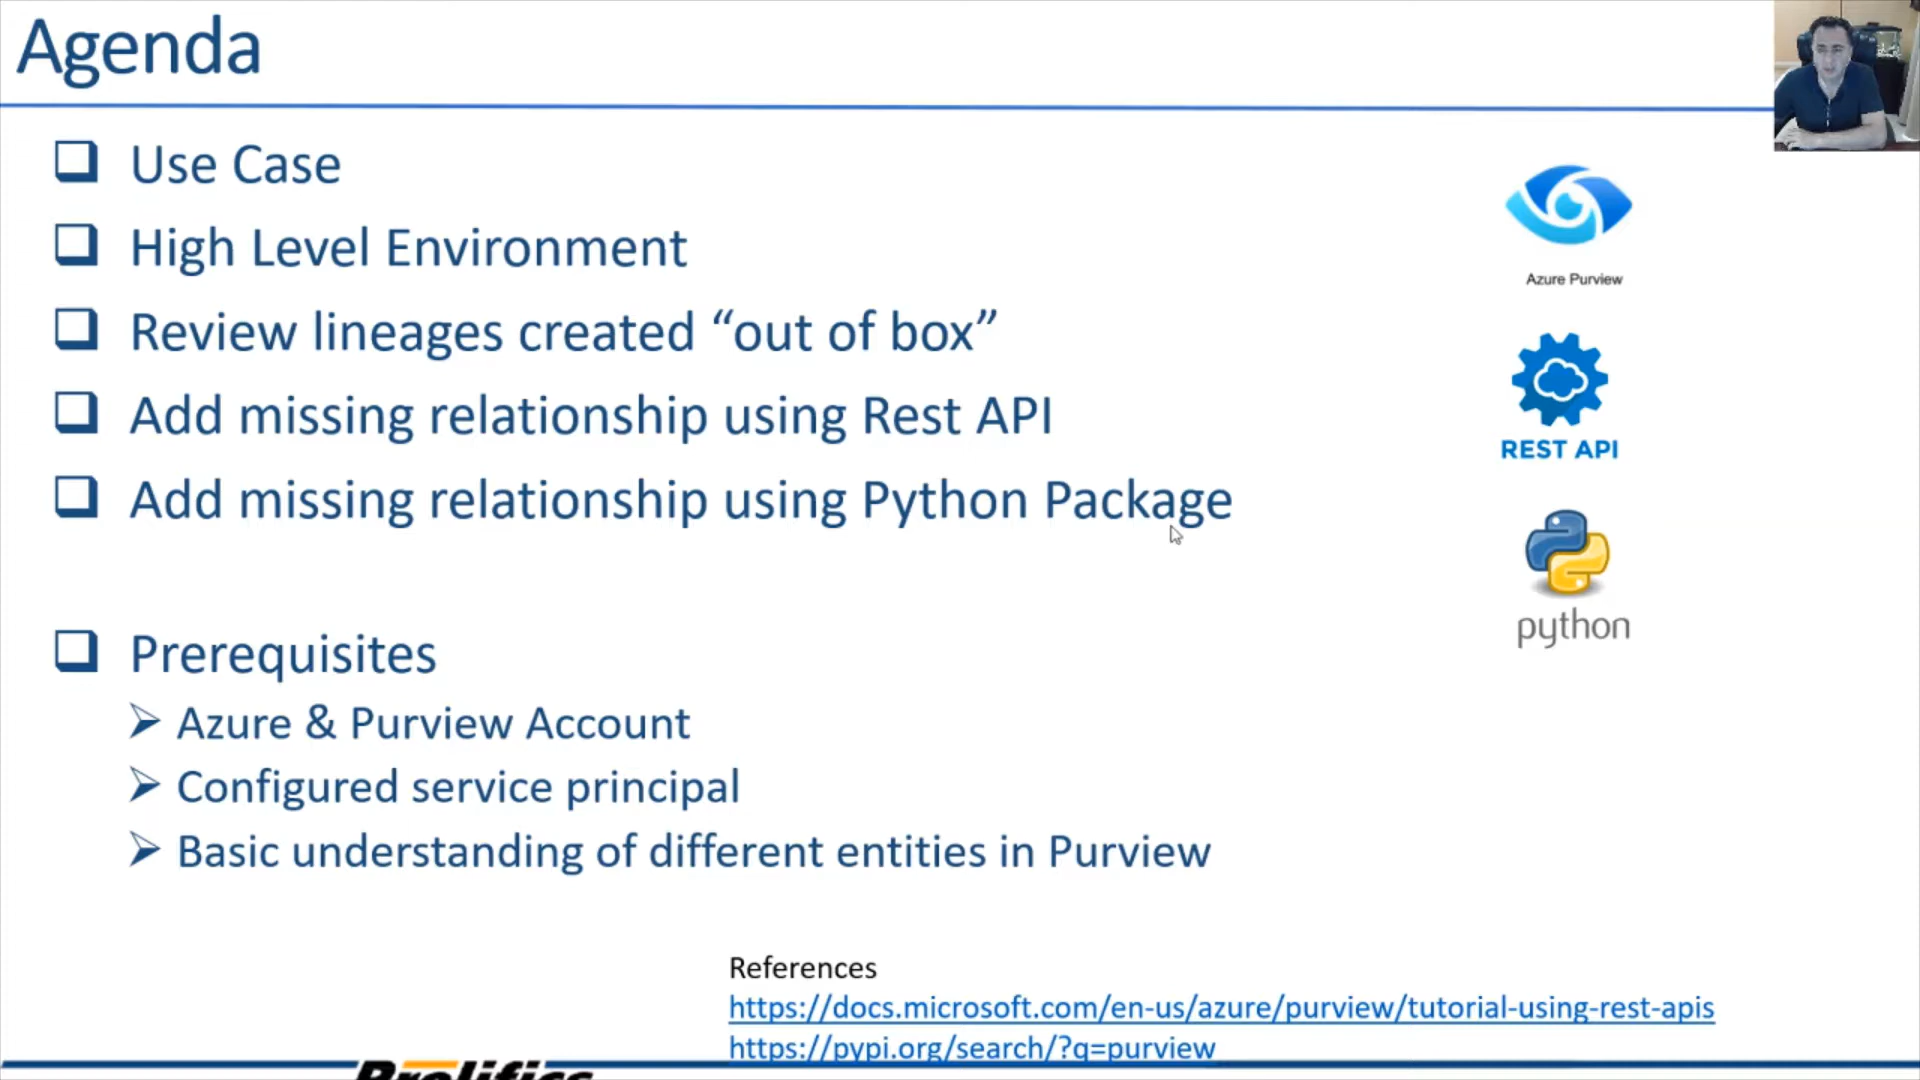 Agenda
Use Case
High Level Environment
Review lineages created “out of box”
Add missing relationship using Rest API
Add missing relationship using Python Package
Prerequisites
Azure & Purview Account
Configured service principal
Basic understanding of different entities in Purview
Azure Purview
REST API
python
References
https://docs.microsoft.com/en-us/azure/purview/tutorial-using-rest-apis
https://pypi.org/search/?q=purview
Prolifics